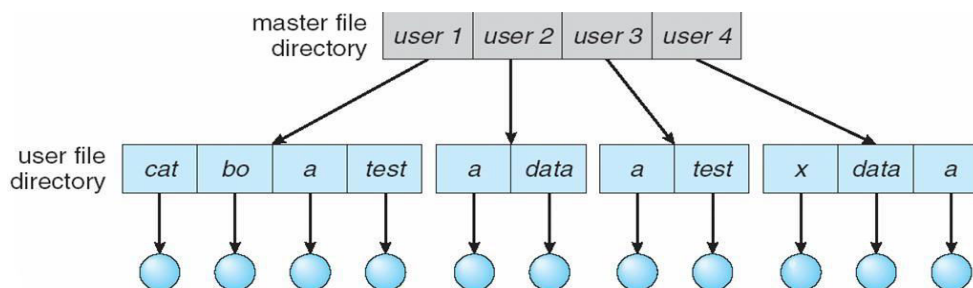 master file
directory
user 1 user 2 user 3 user 4
user file
directory
cat bo a test a data a test x data a